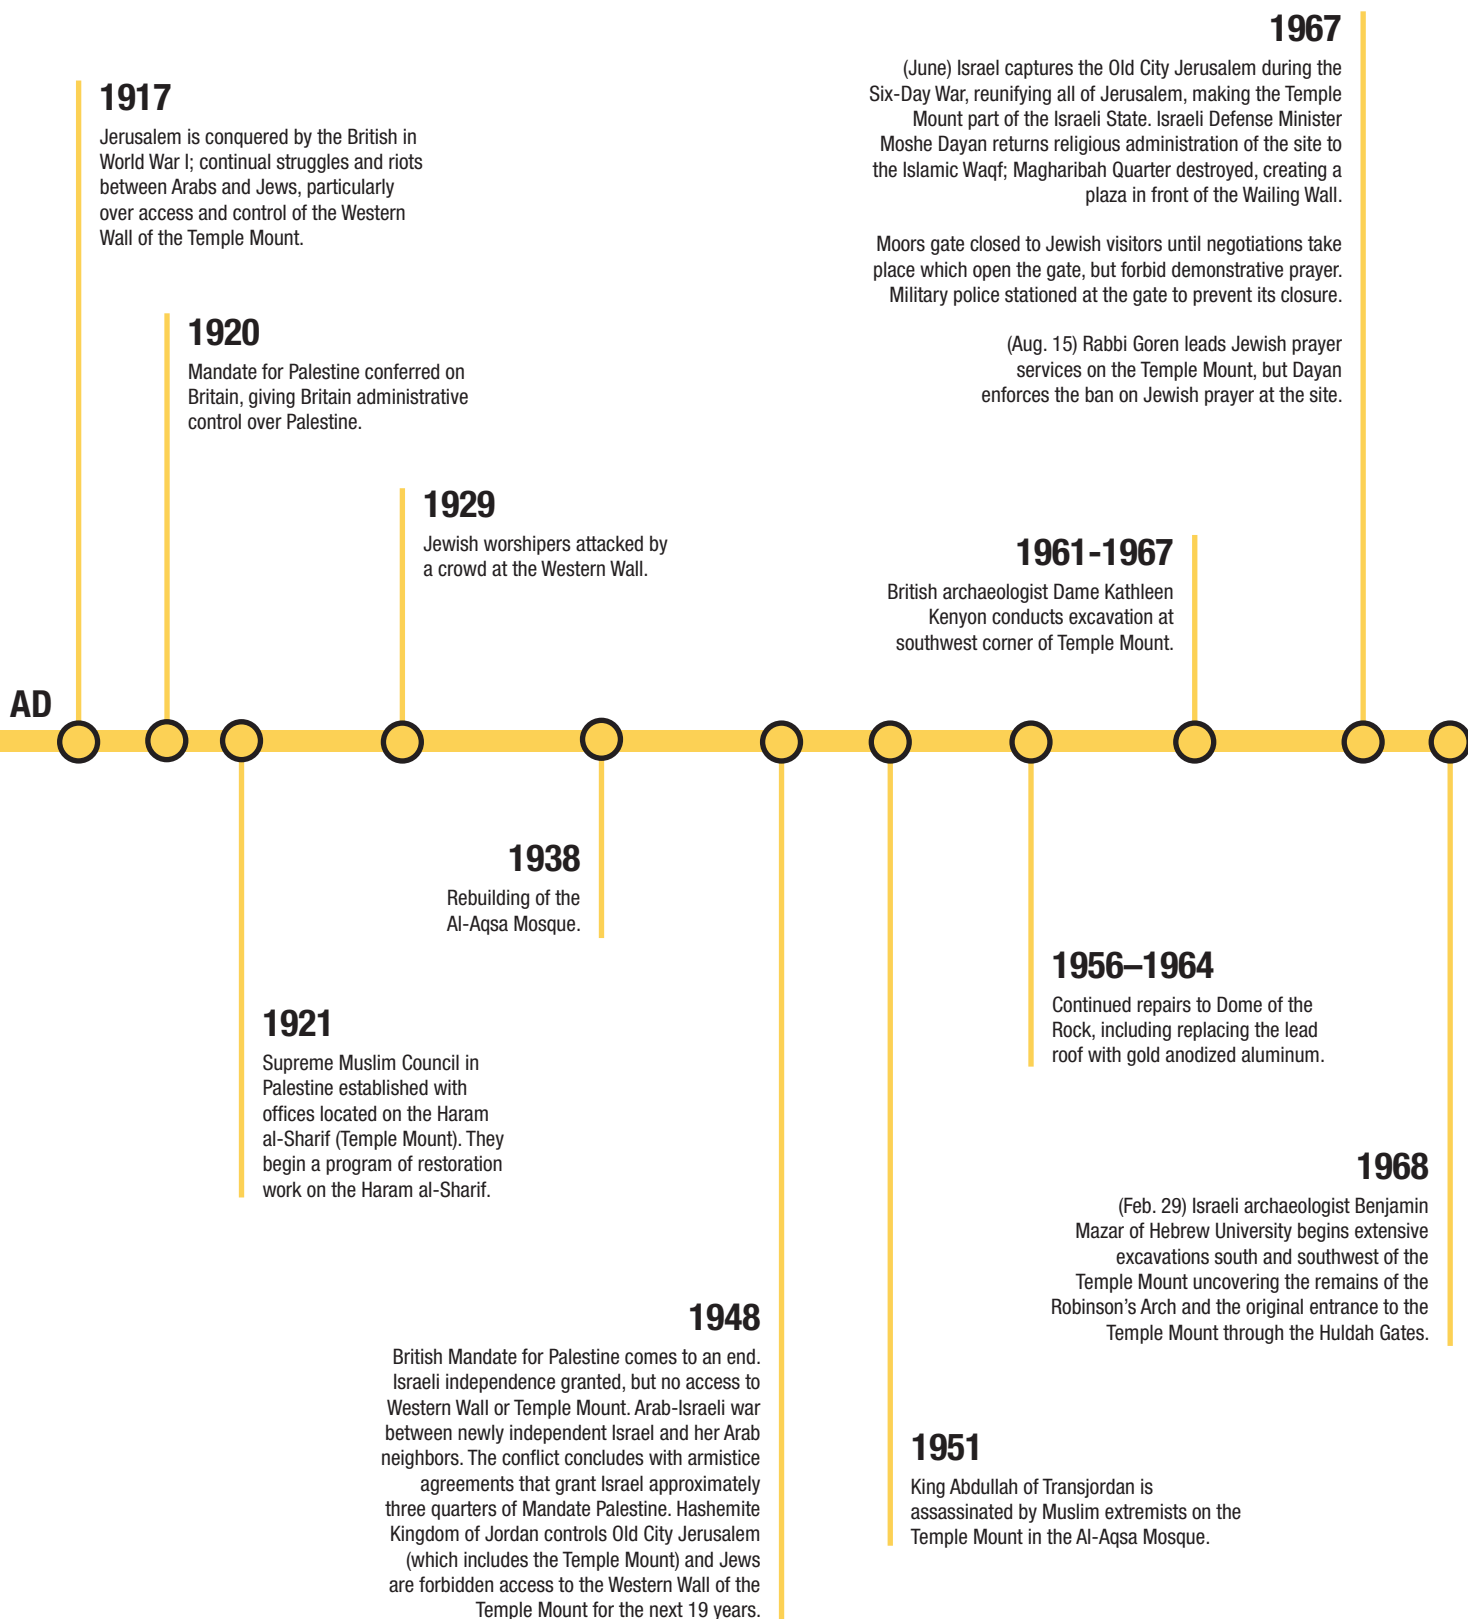 AD
1917
Jerusalem is conquered by the British in
World War I; continual struggles and riots
between Arabs and Jews, particularly
over access and control of the Western
Wall of the Temple Mount.
1920
Mandate for Palestine conferred on
Britain, giving Britain administrative
control over Palestine.
1921
Supreme Muslim Council in
Palestine established with
offices located on the Haram
al-Sharif (Temple Mount). They
begin a program of restoration
work on the Haram al-Sharif.
1929
Jewish worshipers attacked by
a crowd at the Western Wall.
1938
Rebuilding of the
Al-Aqsa Mosque.
1948
British Mandate for Palestine comes to an end.
Israeli independence granted, but no access to
Western Wall or Temple Mount. Arab-Israeli war
between newly independent Israel and her Arab
neighbors. The conflict concludes with armistice
agreements that grant Israel approximately
three quarters of Mandate Palestine. Hashemite
Kingdom of Jordan controls Old City Jerusalem
(which includes the Temple Mount) and Jews
are forbidden access to the Western Wall of the
Temple Mount for the next 19 years.
1951
King Abdullah of Transjordan is
assassinated by Muslim extremists on the
Temple Mount in the Al-Aqsa Mosque.
1956–1964
Continued repairs to Dome of the
Rock, including replacing the lead
roof with gold anodized aluminum.
1961-1967
British archaeologist Dame Kathleen
Kenyon conducts excavation at
southwest corner of Temple Mount.
1967
(June) Israel captures the Old City Jerusalem during the
Six-Day War, reunifying all of Jerusalem, making the Temple
Mount part of the Israeli State. Israeli Defense Minister
Moshe Dayan returns religious administration of the site to
the Islamic Waqf; Magharibah Quarter destroyed, creating a
plaza in front of the Wailing Wall.
Moors gate closed to Jewish visitors until negotiations take
place which open the gate, but forbid demonstrative prayer.
Military police stationed at the gate to prevent its closure.
(Aug. 15) Rabbi Goren leads Jewish prayer
services on the Temple Mount, but Dayan
enforces the ban on Jewish prayer at the site.
1968
(Feb. 29) Israeli archaeologist Benjamin
Mazar of Hebrew University begins extensive
excavations south and southwest of the
Temple Mount uncovering the remains of the
Robinson’s Arch and the original entrance to the
Temple Mount through the Huldah Gates.